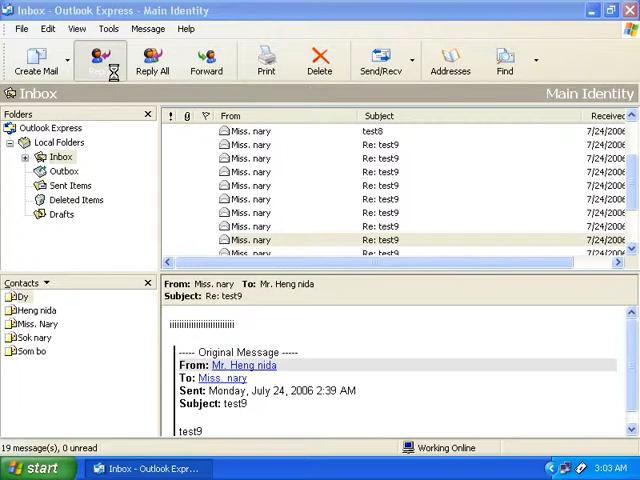 Inbox - Outlook Express - Main Identity
File Edit View Tools Message Help
Create Mail Reply All Forward Print Delete Send/Recv Addresses Find
Inbox Main Identity
Folders
Outlook Express
Local Folders
Inbox
Outbox
Sent Items
Deleted Items
Drafts
! From Subject Received
Miss. nary test8 7/24/2006
Miss. nary Re: test9 7/24/2006
Miss. nary Re: test9 7/24/2006
Miss. nary Re: test9 7/24/2006
Miss. nary Re: test9 7/24/2006
Miss. nary Re: test9 7/24/2006
Miss. nary Re: test9 7/24/2006
Miss. nary Re: test9 7/24/2006
Miss. nary Re: test9 7/24/2006
Miss. nary Re: test9 7/24/2006
Contacts
Dy
Heng nida
Miss. Nary
Sok nary
Som bo
From: Miss. nary To: Mr. Heng nida
Subject: Re: test9
----- Original Message -----
From: Mr. Heng nida
To: Miss. nary
Sent: Monday, July 24, 2006 2:39 AM
Subject: test9
test9
19 message(s), 0 unread Working Online
start Inbox - Outlook Expr... 3:03 AM